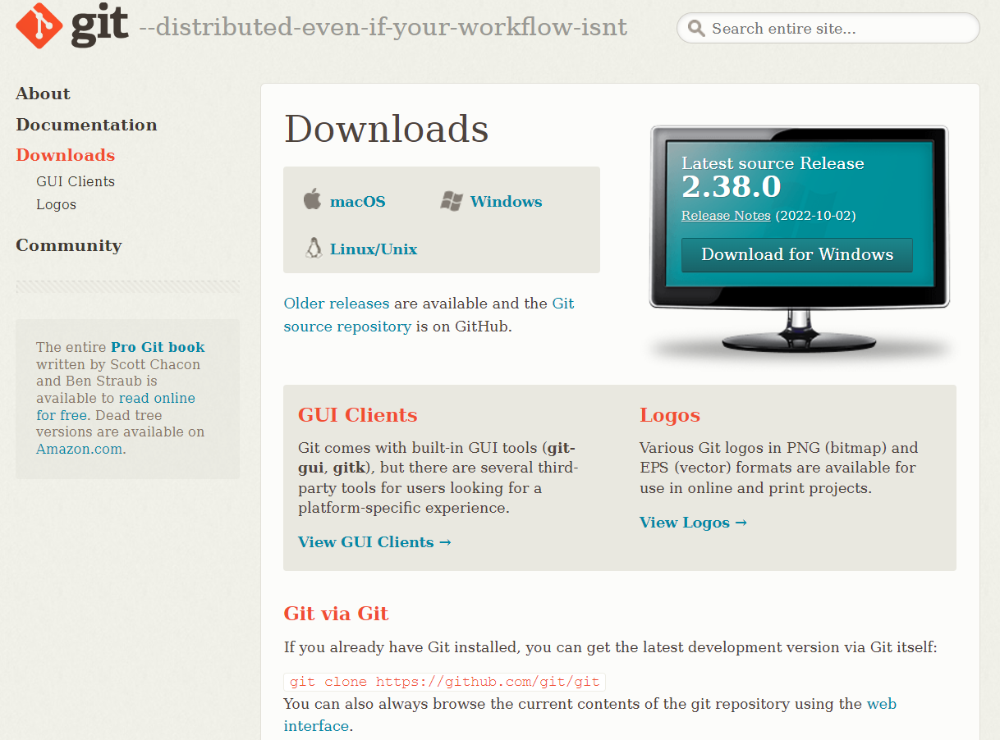 git --distributed-even-if-your-workflow-isnt
Search entire site...
About
Documentation
Downloads
GUI Clients
Logos
Community
The entire Pro Git book
written by Scott Chacon
and Ben Straub is
available to read online
for free. Dead tree
versions are available on
Amazon.com.
Downloads
macOS
Windows
Linux/Unix
Older releases are available and the Git
source repository is on GitHub.
Latest source Release
2.38.0
Release Notes (2022-10-02)
Download for Windows
GUI Clients
Git comes with built-in GUI tools (git-
gui, gitk), but there are several third-
party tools for users looking for a
platform-specific experience.
View GUI Clients →
Logos
Various Git logos in PNG (bitmap) and
EPS (vector) formats are available for
use in online and print projects.
View Logos →
Git via Git
If you already have Git installed, you can get the latest development version via Git itself:
git clone https://github.com/git/git
You can also always browse the current contents of the git repository using the web
interface.